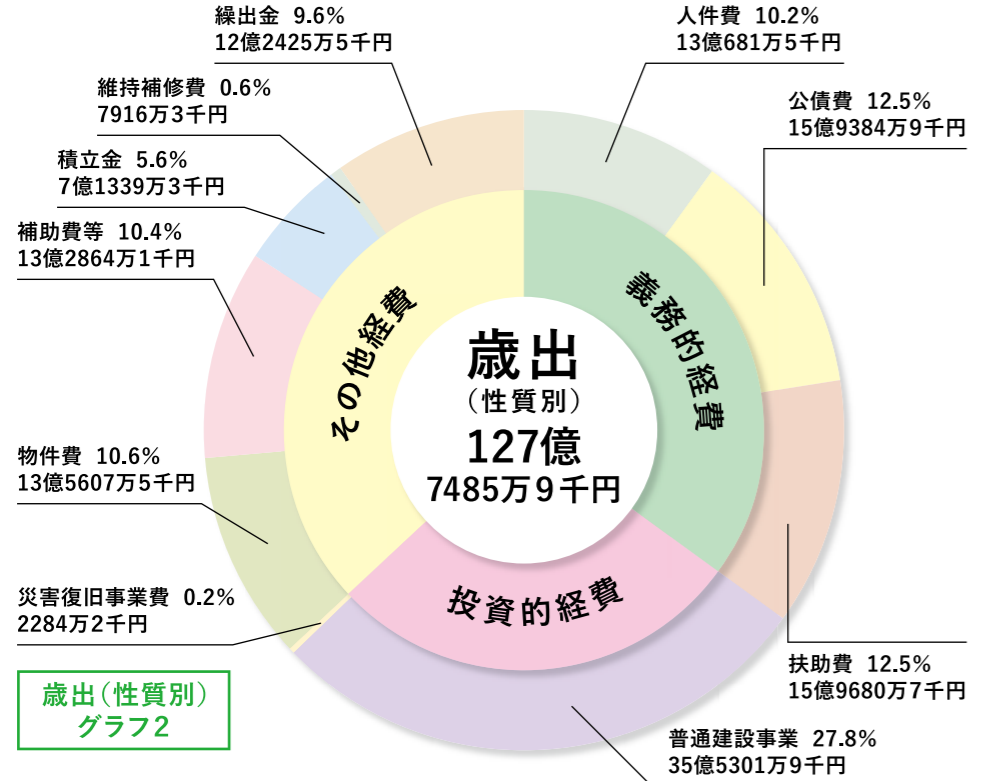 繰出金 9.6%
12億2425万5千円
人件費 10.2%
13億681万5千円
維持補修費 0.6%
7916万3千円
公債費 12.5%
15億9384万9千円
積立金 5.6%
7億1339万3千円
補助費等 10.4%
13億2864万1千円
その他経費
義務的経費
歳出
(性質別)
127億
7485万9千円
物件費 10.6%
13億5607万5千円
災害復旧事業費 0.2%
2284万2千円
投資的経費
扶助費 12.5%
15億9680万7千円
歳出(性質別)
グラフ2
普通建設事業 27.8%
35億5301万9千円